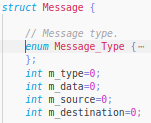 struct Message {
// Message type.
enum Message_Type { ⋯
};
int m_type=0;
int m_data=0;
int m_source=0;
int m_destination=0;